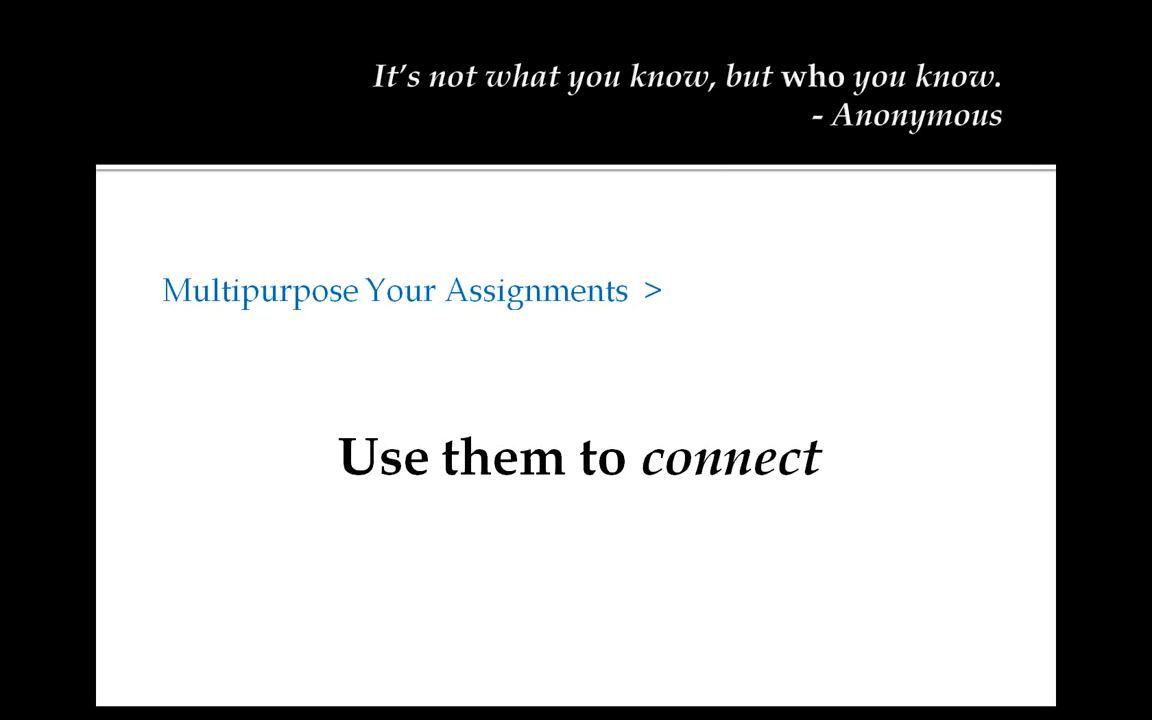 It's not what you know, but who you know.
- Anonymous
Multipurpose Your Assignments >
Use them to connect